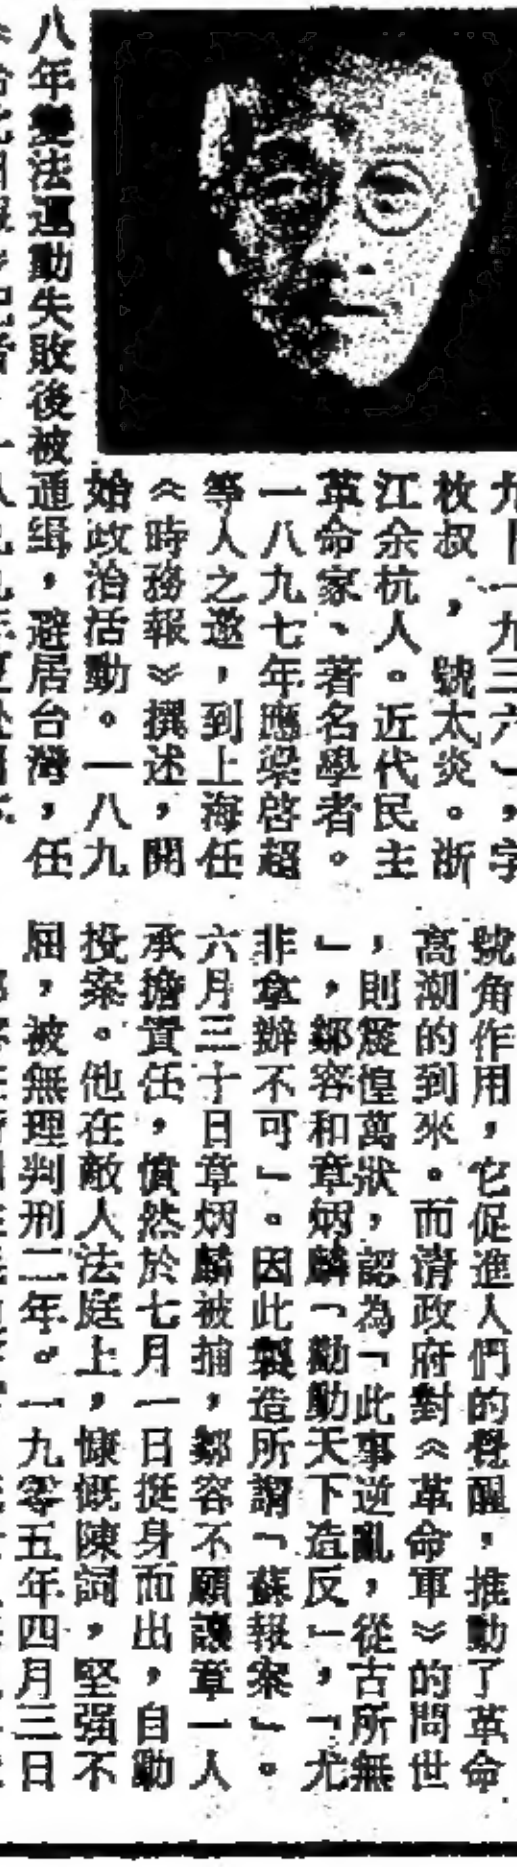 一九三六），字
枚叔，號太炎。浙
江余杭人。近代民主
革命家、著名學者。
一八九七年應梁啓超
等人之邀，到上海任
《時務報》撰述，開
始政治活動。一八九
八年變法運動失敗後被通缉，避居台灣，任
號角作用，它促進人們的覺醒，推動了革命
高潮的到來。而清政府對《革命軍》的問世
，則震惶萬狀，認為「此事逆亂，從古所無
」，鄒容和章炳麟「勸動天下造反」，「尤
非拿辦不可」。因此製造所謂「蘇報案」。
六月三十日章炳麟被捕，鄒容不願讓章一人
承擔責任，憤然於七月一日挺身而出，自動
投案。他在敵人法庭上，慷慨陳詞，堅强不
屈，被無理判刑二年。一九零五年四月三日